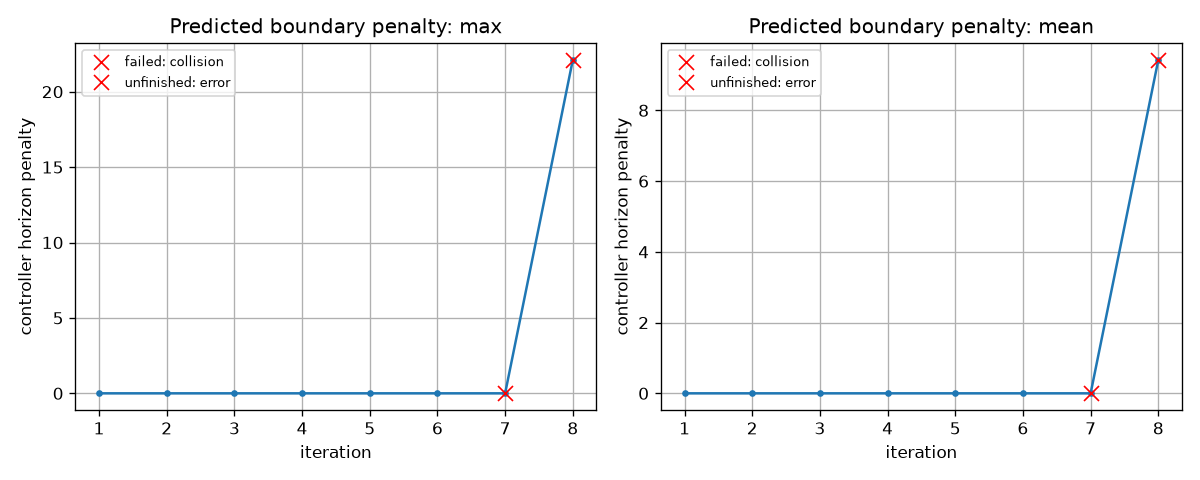 Predicted boundary penalty: max
failed: collision
unfinished: error
controller horizon penalty
20
15
10
5
0
1 2 3 4 5 6 7 8
iteration
Predicted boundary penalty: mean
failed: collision
unfinished: error
controller horizon penalty
8
6
4
2
0
1 2 3 4 5 6 7 8
iteration